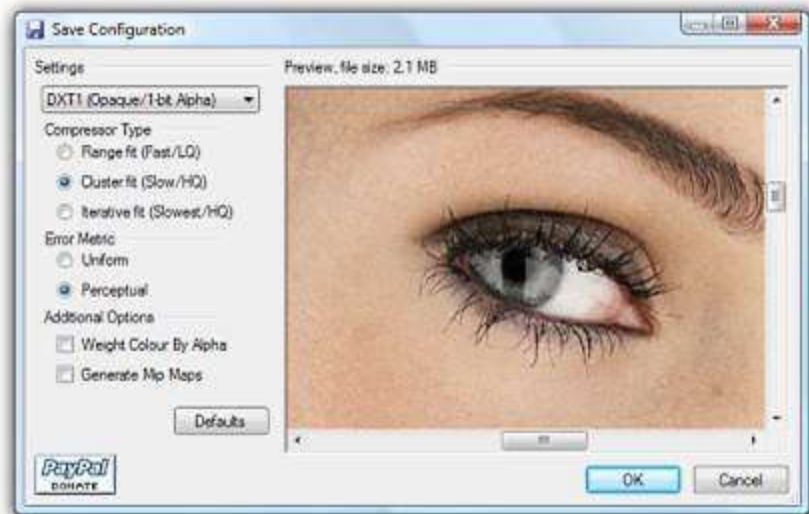 Save Configuration
Settings
Preview, file size: 2.1 MB
DXT1 (Opaque/1-bit Alpha)
Compressor Type
Range fit (Fast/LQ)
Cluster fit (Slow/HQ)
Iterative fit (Slowest/HQ)
Error Metric
Uniform
Perceptual
Additional Options
Weight Colour By Alpha
Generate Mip Maps
Defaults
PayPal
DONATE
OK
Cancel